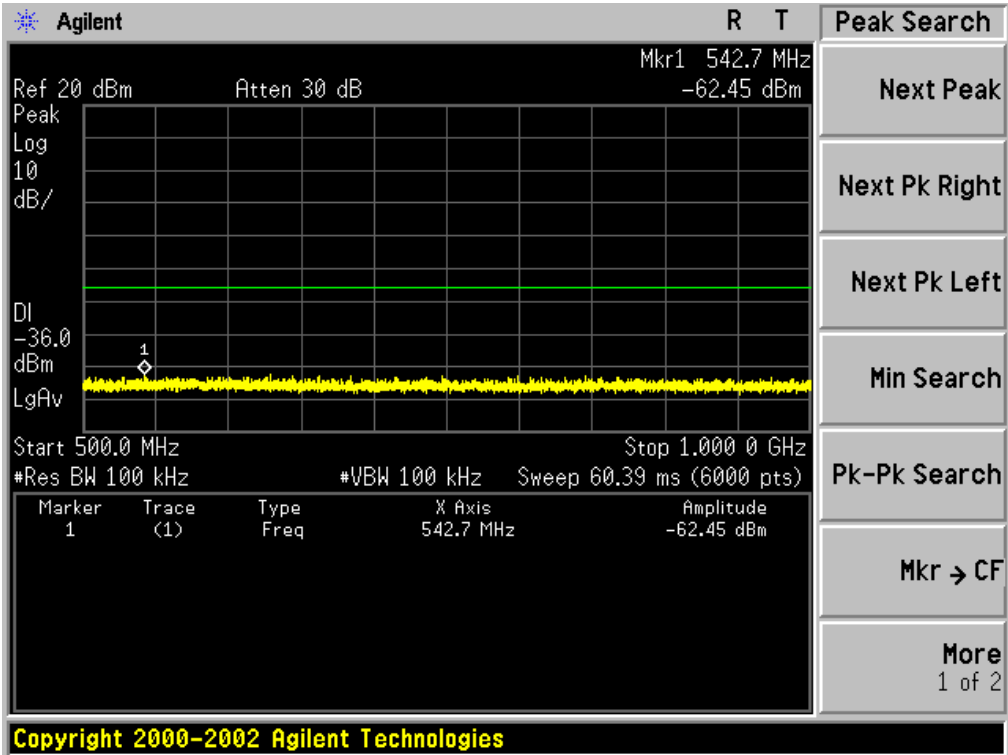 Agilent R T Peak Search
Mkr1 542.7 MHz
Ref 20 dBm Atten 30 dB -62.45 dBm
Peak
Log
10
dB/
DI
-36.0
dBm
LgAv
1
Start 500.0 MHz Stop 1.000 0 GHz
#Res BW 100 kHz #VBW 100 kHz Sweep 60.39 ms (6000 pts)
Marker Trace Type X Axis Amplitude
1 (1) Freq 542.7 MHz -62.45 dBm
Next Peak
Next Pk Right
Next Pk Left
Min Search
Pk-Pk Search
Mkr → CF
More
1 of 2
Copyright 2000-2002 Agilent Technologies